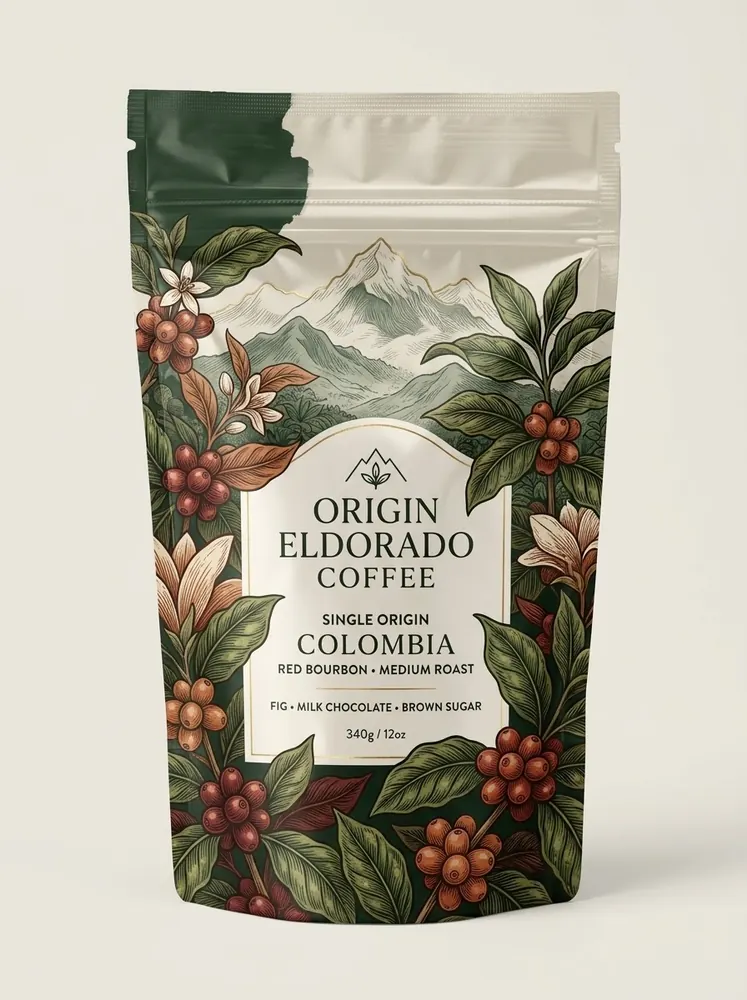 ORIGIN
ELDORADO
COFFEE
SINGLE ORIGIN
COLOMBIA
RED BOURBON • MEDIUM ROAST
FIG • MILK CHOCOLATE • BROWN SUGAR
340g / 12oz